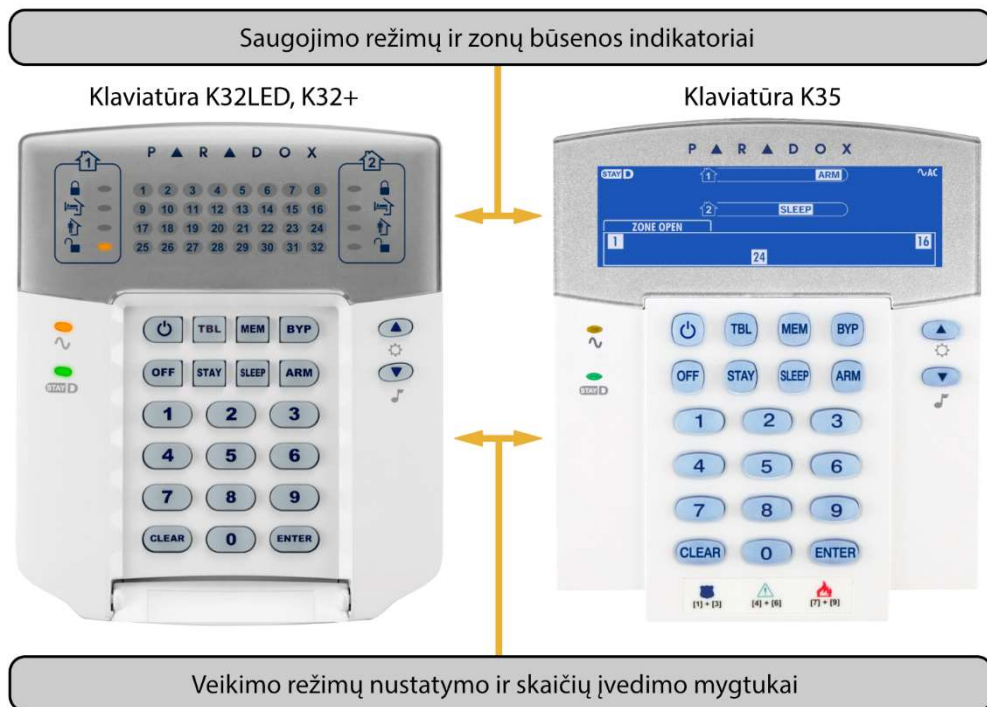 Saugojimo režimų ir zonų būsenos indikatoriai
Klaviatūra K32LED, K32+
PARADOX
1
2
1 2 3 4 5 6 7 8
9 10 11 12 13 14 15 16
17 18 19 20 21 22 23 24
25 26 27 28 29 30 31 32
TBL MEM BYP
OFF STAY SLEEP ARM
STAY D
1 2 3
4 5 6
7 8 9
CLEAR 0 ENTER
Klaviatūra K35
PARADOX
STAY D 1 ARM AC
2 SLEEP
ZONE OPEN
1 16
24
TBL MEM BYP
OFF STAY SLEEP ARM
STAY D
1 2 3
4 5 6
7 8 9
CLEAR 0 ENTER
[1] + [3] [4] + [6] [7] + [9]
Veikimo režimų nustatymo ir skaičių įvedimo mygtukai